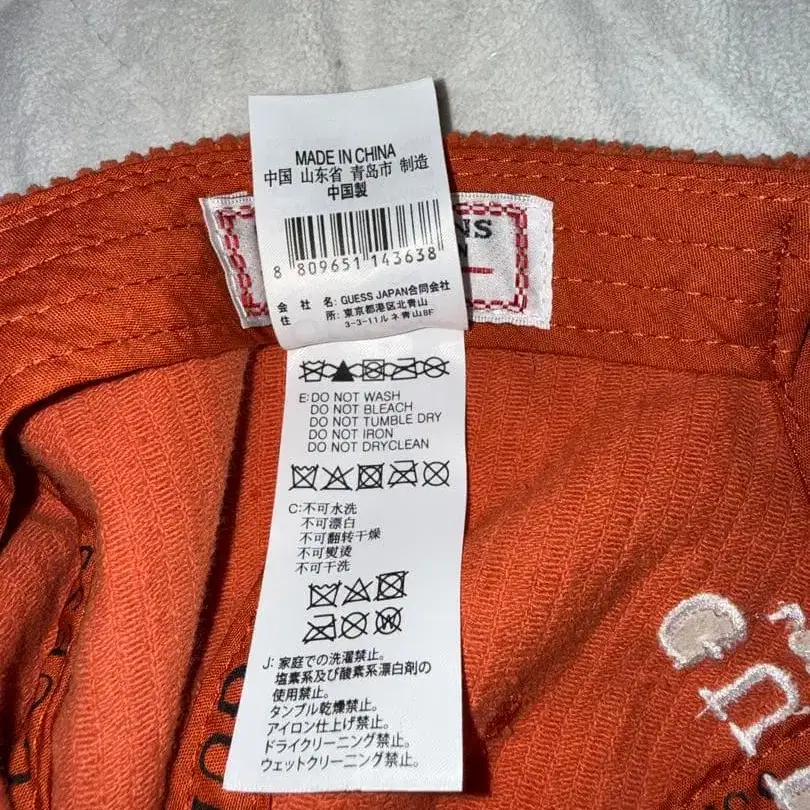 MADE IN CHINA
中国 山东省 青岛市 制造
中国製
8 809651 143638
会 社 名: GUESS JAPAN合同会社
住 所: 東京都港区北青山
3-3-11ルネ青山8F
E:DO NOT WASH
DO NOT BLEACH
DO NOT TUMBLE DRY
DO NOT IRON
DO NOT DRYCLEAN
C:不可水洗
不可漂白
不可翻转干燥
不可熨烫
不可干洗
W
J: 家庭での洗濯禁止。
塩素系及び酸素系漂白剤の
使用禁止。
タンブル乾燥禁止。
アイロン仕上げ禁止。
ドライクリーニング禁止。
ウェットクリーニング禁止。